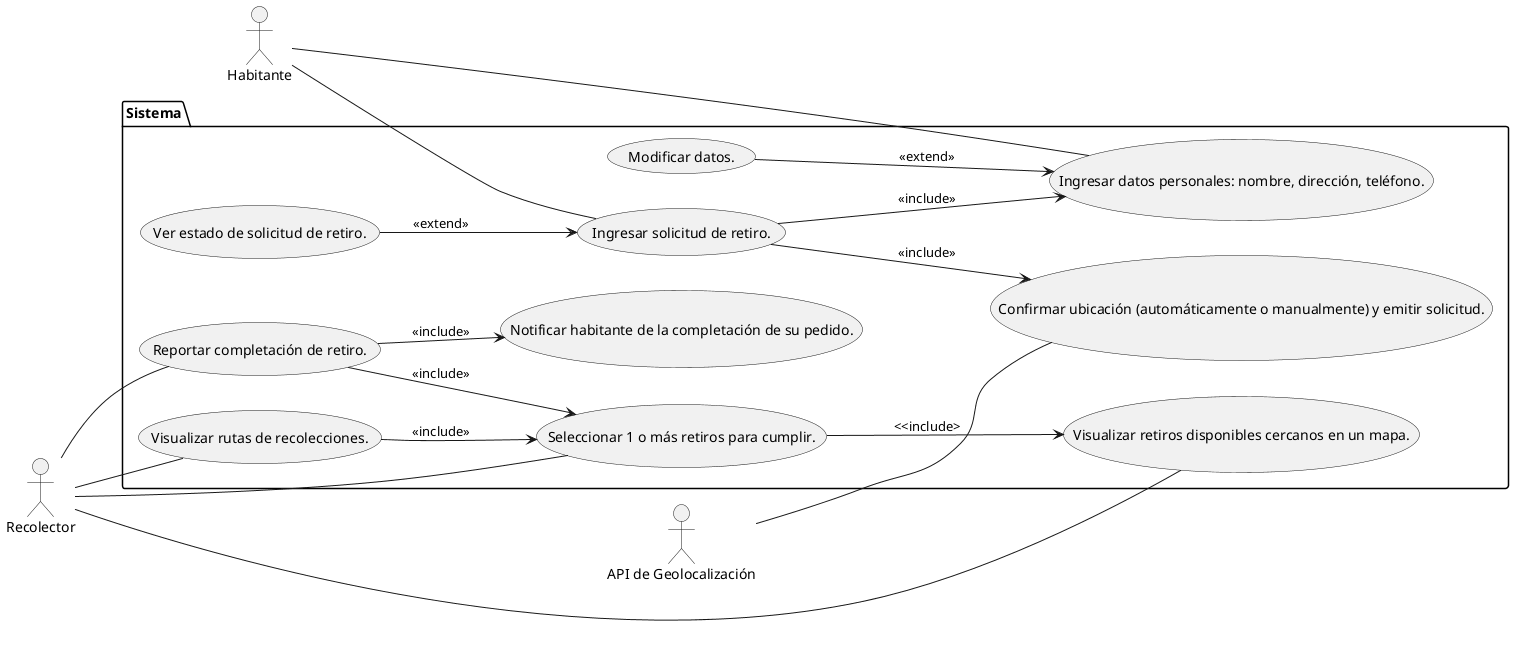 Habitante
Sistema
Modificar datos.
«extend»
Ingresar datos personales: nombre, dirección, teléfono.
«include»
Ver estado de solicitud de retiro.
«extend»
Ingresar solicitud de retiro.
«include»
Confirmar ubicación (automáticamente o manualmente) y emitir solicitud.
Notificar habitante de la completación de su pedido.
«include»
Reportar completación de retiro.
«include»
Visualizar rutas de recolecciones.
«include»
Seleccionar 1 o más retiros para cumplir.
<<include>
Visualizar retiros disponibles cercanos en un mapa.
Recolector
API de Geolocalización